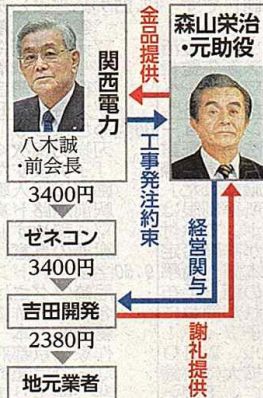 金品提供
森山栄治
・元助役
関西電力
八木誠
・前会長
工事発注約束
3400円
ゼネコン
3400円
経営関与
吉田開発
2380円
謝礼提供
地元業者